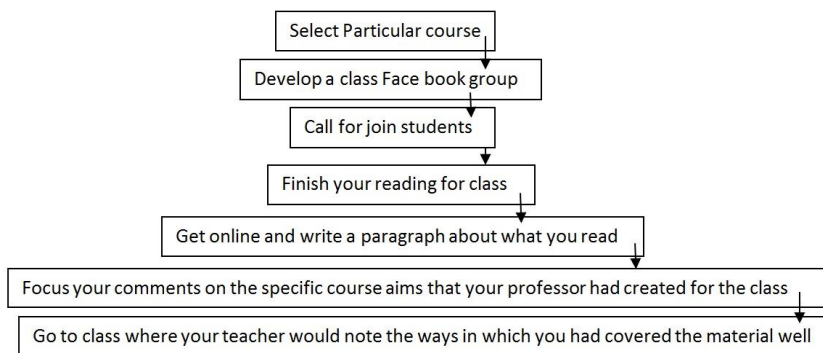 Select Particular course
Develop a class Face book group
Call for join students
Finish your reading for class
Get online and write a paragraph about what you read
Focus your comments on the specific course aims that your professor had created for the class
Go to class where your teacher would note the ways in which you had covered the material well